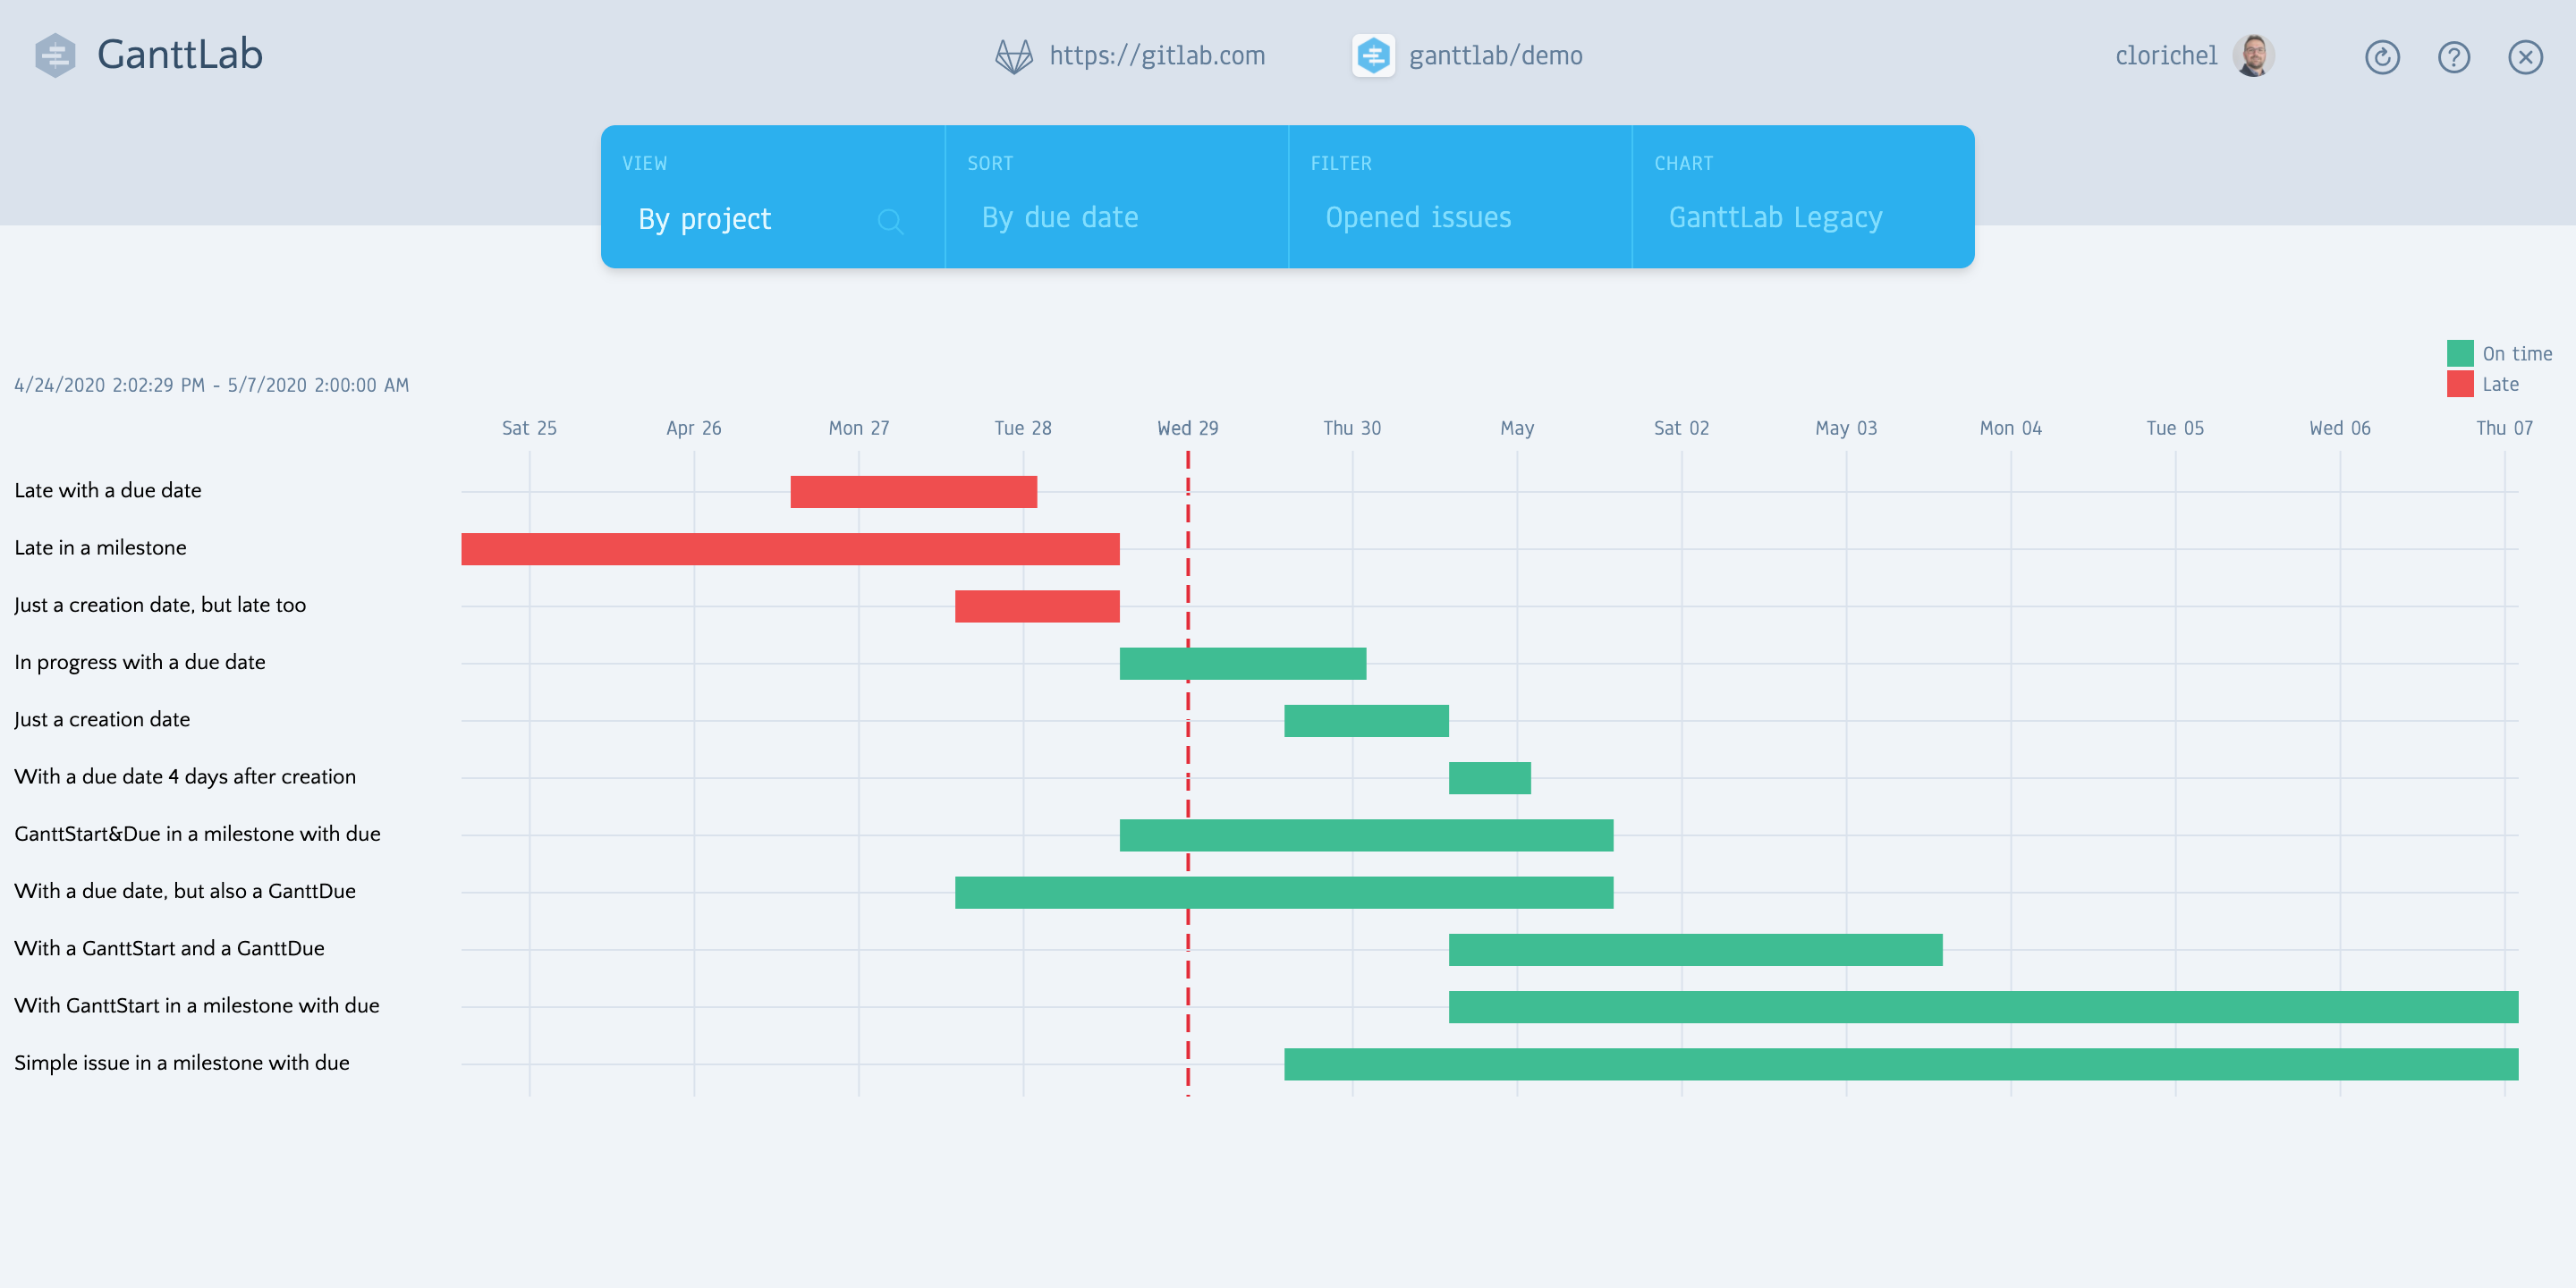 GanttLab
https://gitlab.com
ganttlab/demo
clorichel
VIEW
SORT
FILTER
CHART
By project
By due date
Opened issues
GanttLab Legacy
On time
Late
4/24/2020 2:02:29 PM - 5/7/2020 2:00:00 AM
Sat 25 Apr 26 Mon 27 Tue 28 Wed 29 Thu 30 May Sat 02 May 03 Mon 04 Tue 05 Wed 06 Thu 07
Late with a due date
Late in a milestone
Just a creation date, but late too
In progress with a due date
Just a creation date
With a due date 4 days after creation
GanttStart&Due in a milestone with due
With a due date, but also a GanttDue
With a GanttStart and a GanttDue
With GanttStart in a milestone with due
Simple issue in a milestone with due